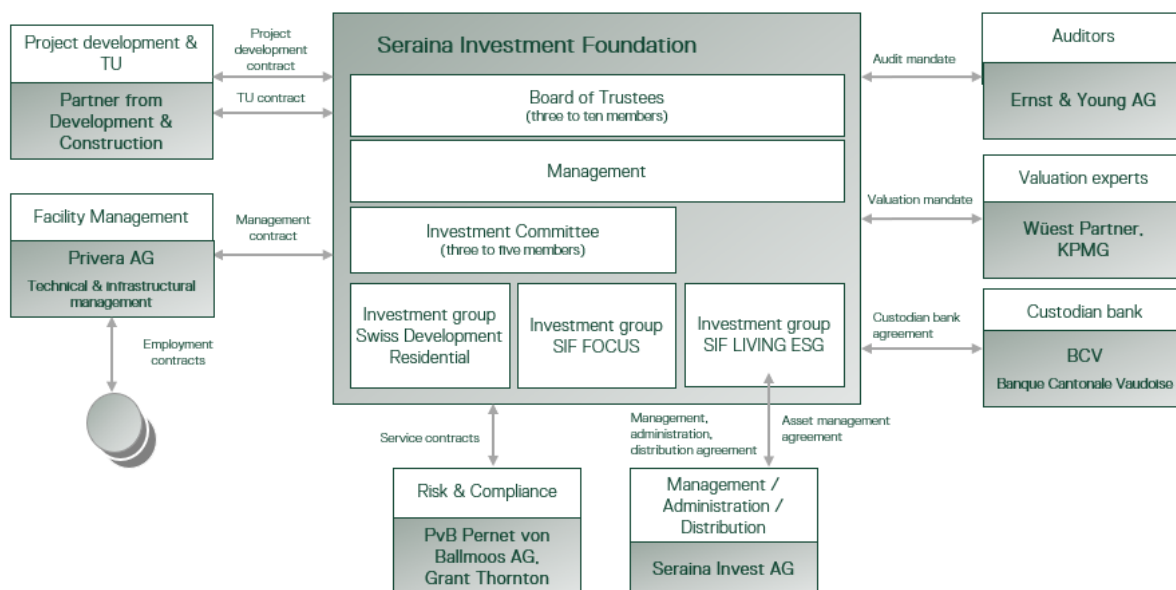 Project development &
TU
Partner from
Development &
Construction
Project
development
contract
TU contract
Facility Management
Privera AG
Technical & infrastructural
management
Management
contract
Employment
contracts
Seraina Investment Foundation
Board of Trustees
(three to ten members)
Management
Investment Committee
(three to five members)
Investment group
Swiss Development
Residential
Investment group
SIF FOCUS
Investment group
SIF LIVING ESG
Audit mandate
Auditors
Ernst & Young AG
Valuation mandate
Valuation experts
Wüest Partner,
KPMG
Custodian bank
agreement
Custodian bank
BCV
Banque Cantonale Vaudoise
Service contracts
Risk & Compliance
PvB Pernet von
Ballmoos AG,
Grant Thornton
Management,
administration,
distribution agreement
Asset management
agreement
Management /
Administration /
Distribution
Seraina Invest AG